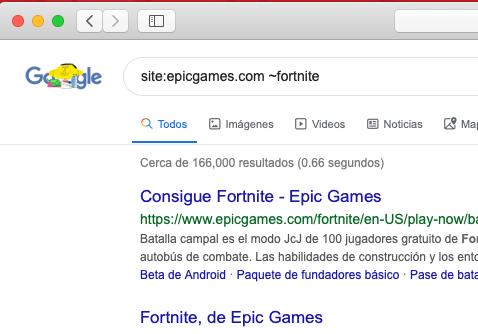 Google
site:epicgames.com ~fortnite
Todos Imágenes Videos Noticias Map
Cerca de 166,000 resultados (0.66 segundos)
Consigue Fortnite - Epic Games
https://www.epicgames.com/fortnite/en-US/play-now/ba
Batalla campal es el modo JcJ de 100 jugadores gratuito de For
autobús de combate. Las habilidades de construcción y los ento
Beta de Android · Paquete de fundadores básico · Pase de bata
Fortnite, de Epic Games